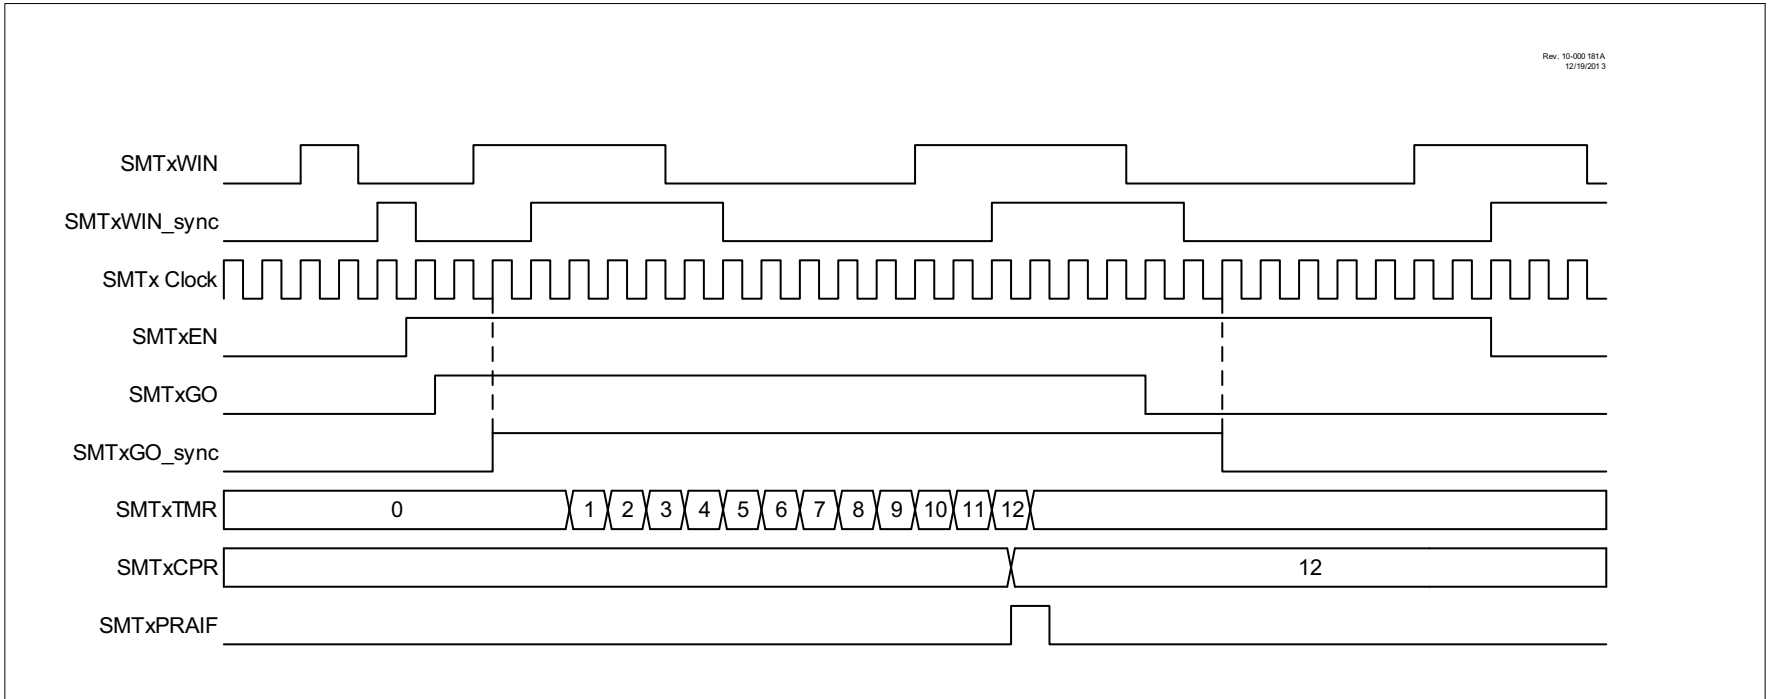 Rev. 10-000 181A
12/19/201 3
SMTxWIN
SMTxWIN_sync
SMTx Clock
SMTxEN
SMTxGO
SMTxGO_sync
SMTxTMR 0 1 2 3 4 5 6 7 8 9 10 11 12
SMTxCPR 12
SMTxPRAIF